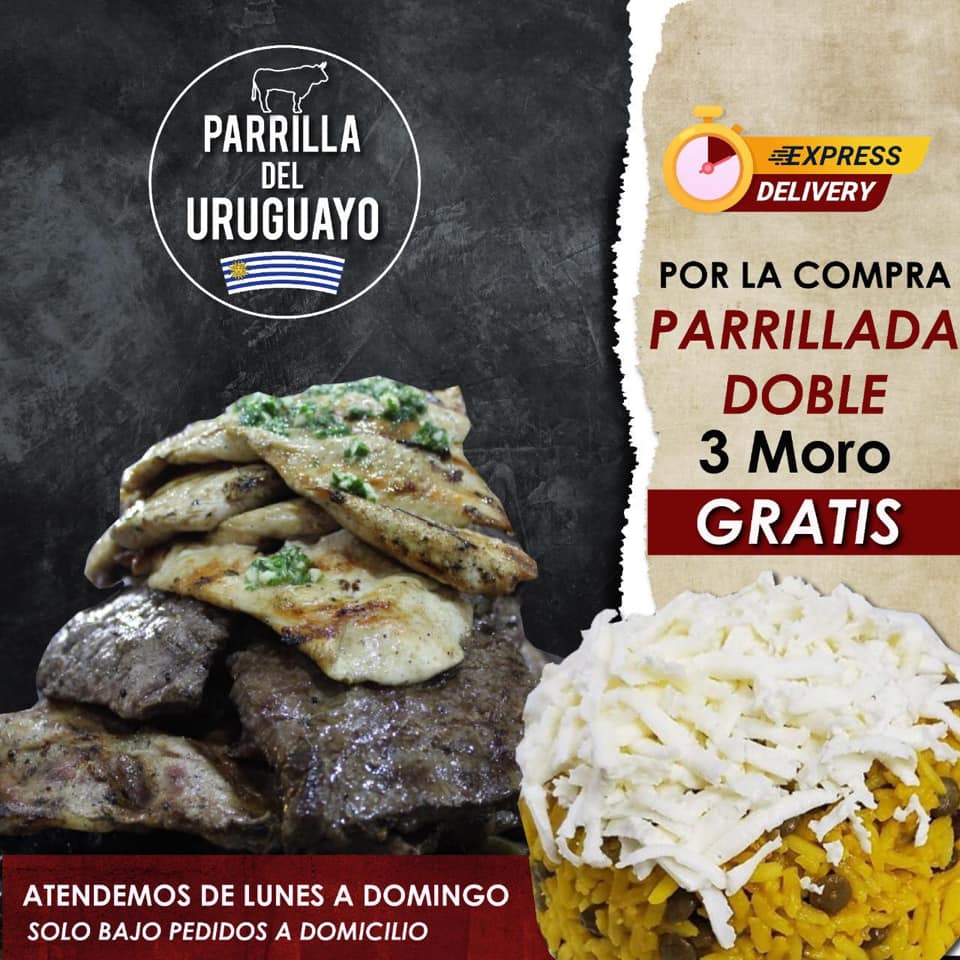 PARRILLA
DEL
URUGUAYO
EXPRESS
DELIVERY
POR LA COMPRA
PARRILLADA
DOBLE
3 Moro
GRATIS
ATENDEMOS DE LUNES A DOMINGO
SOLO BAJO PEDIDOS A DOMICILIO